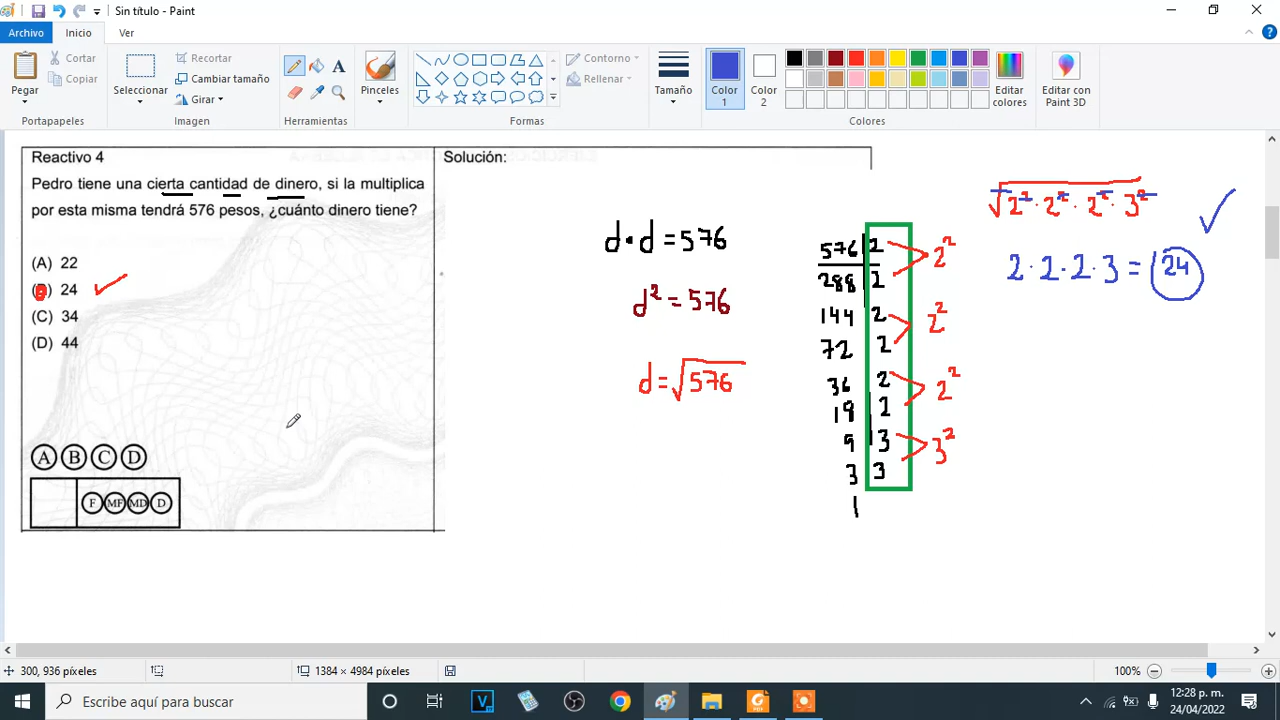 Sin título - Paint
Archivo
Inicio
Ver
Pegar
Cortar
Copiar
Portapapeles
Seleccionar
Recortar
Cambiar tamaño
Girar
Imagen
A
Herramientas
Pinceles
Contorno
Rellenar
Formas
Tamaño
Color 1
Color 2
Editar colores
Editar con Paint 3D
Colores
Reactivo 4
Pedro tiene una cierta cantidad de dinero, si la multiplica
por esta misma tendrá 576 pesos, ¿cuánto dinero tiene?
(A) 22
) 24 ✓
(C) 34
(D) 44
A B C D
F MF MD D
Solución:
d·d=576
d²=576
d=√576
576 2
288 2
144 2
72 2
36 2
18 2
9 3
3 3
1
2²
2²
2²
3²
√2²·2²·2²·3²
2·2·2·3=24
✓
300, 936 píxeles
1384 × 4984 píxeles
100%
Escribe aquí para buscar
12:28 p. m.
24/04/2022